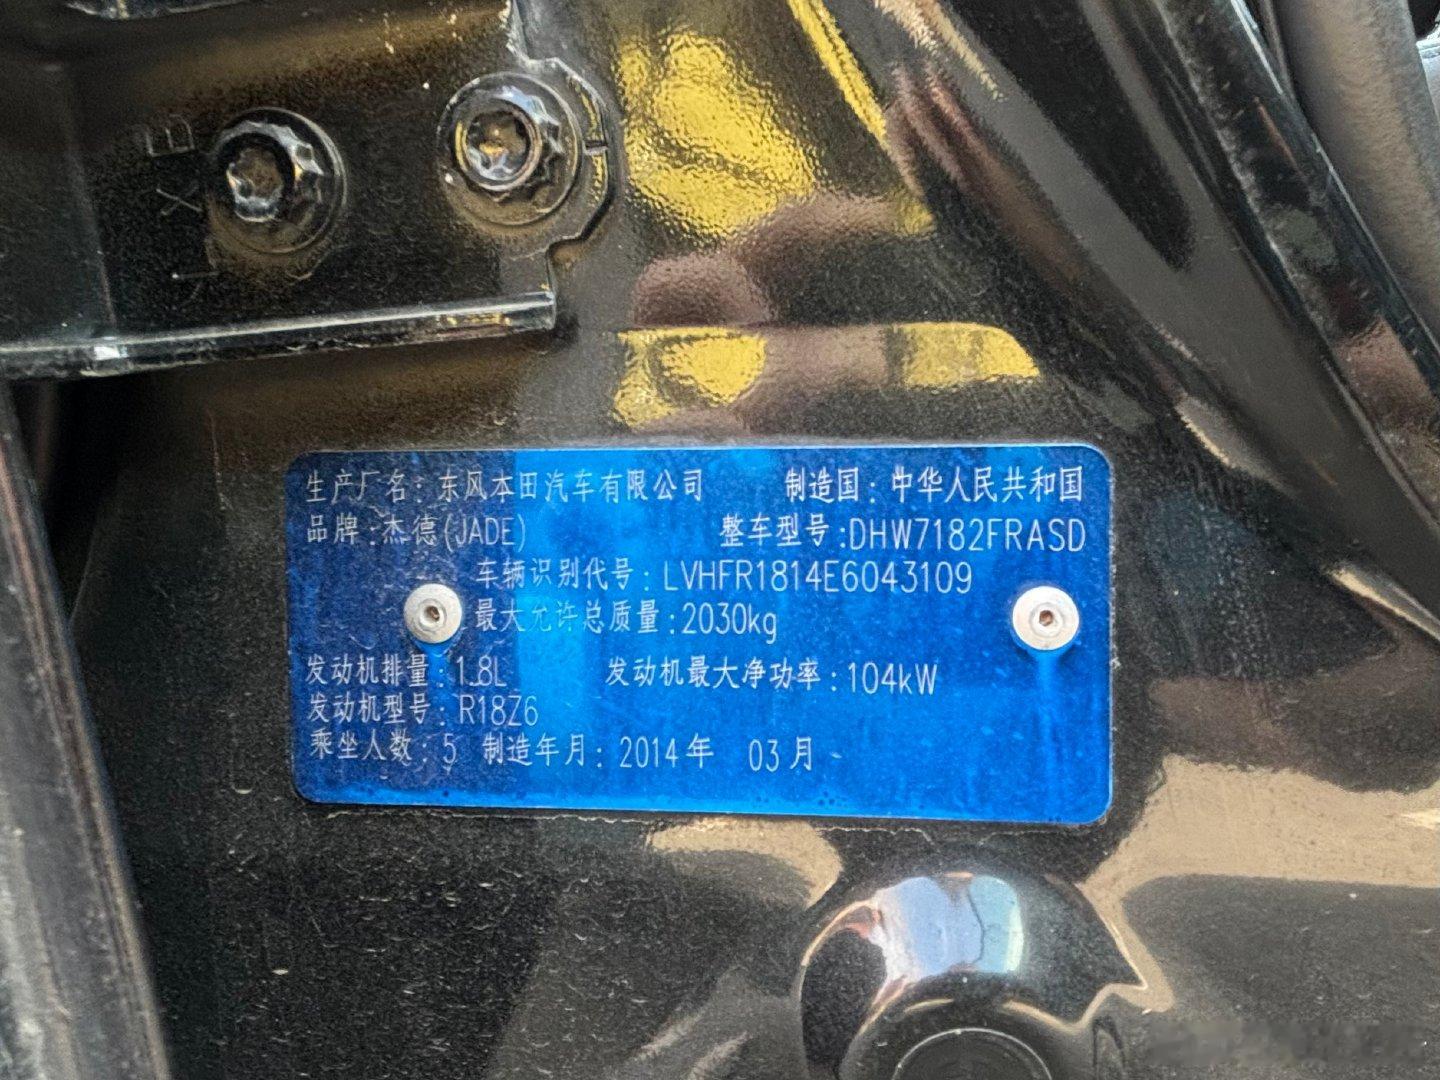 生产厂名：东风本田汽车有限公司 制造国：中华人民共和国
品牌：杰德(JADE) 整车型号：DHW7182FRASD
车辆识别代号：LVHFR1814E6043109
最大允许总质量：2030kg
发动机排量：1.8L 发动机最大净功率：104kW
发动机型号：R18Z6
乘坐人数：5 制造年月：2014年 03月